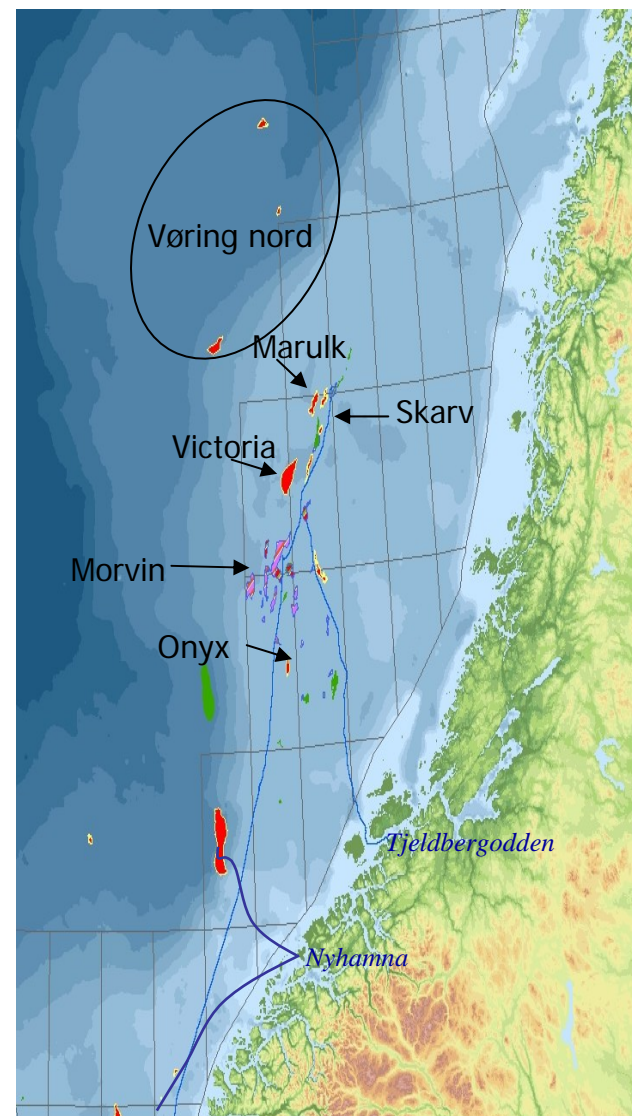 Vøring nord
Marulk
Skarv
Victoria
Morvin
Onyx
Tjeldbergodden
Nyhamna